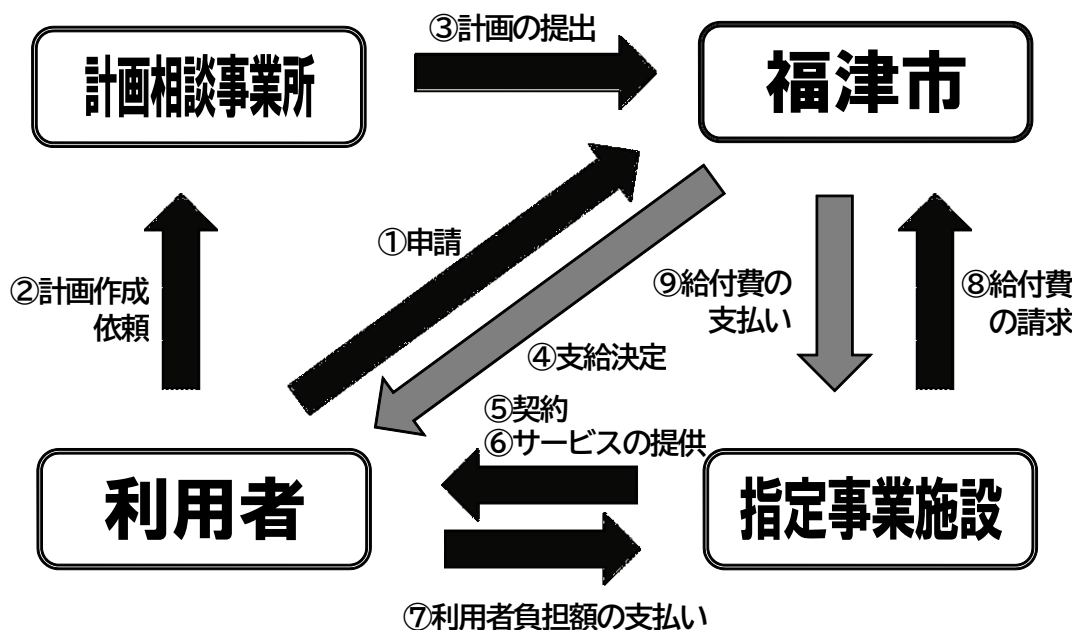 ③計画の提出
計画相談事業所
福津市
①申請
②計画作成
依頼
⑨給付費の
支払い
⑧給付費
の請求
④支給決定
⑤契約
⑥サービスの提供
利用者
指定事業施設
⑦利用者負担額の支払い